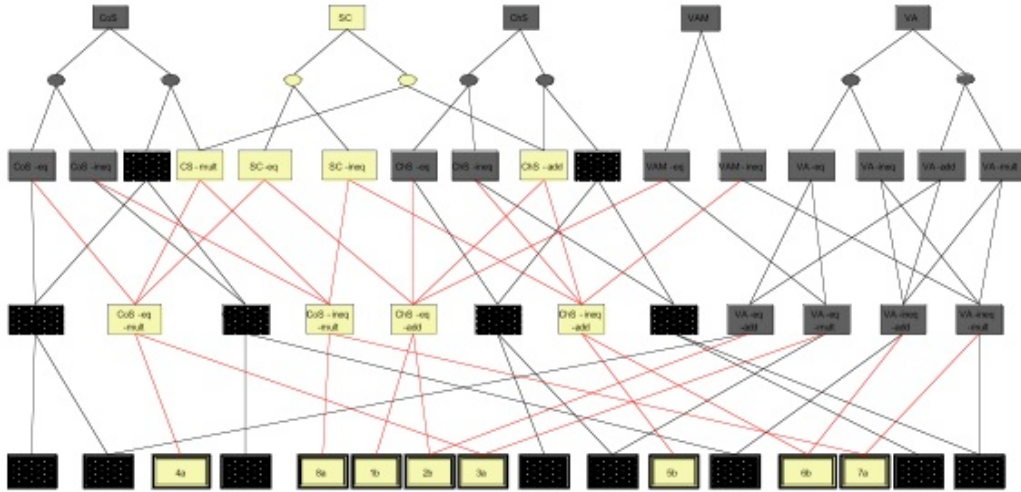 CoS
SC
ChS
VAM
VA
CoS -eq
CoS -ineq
CS -mult
SC-eq
SC -ineq
ChS -eq
ChS -ineq
ChS -add
VAM -eq
VAM -ineq
VA -eq
VA -ineq
VA -add
VA -mult
CoS -eq
-mult
CoS -ineq
-mult
ChS -eq
-add
ChS -ineq
-add
VA -eq
-add
VA -eq
-mult
VA -ineq
-add
VA -ineq
-mult
4a
1b
2b
3a
5b
6b
7a